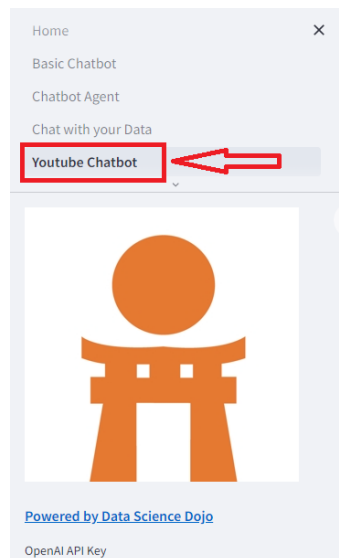 Home
Basic Chatbot
Chatbot Agent
Chat with your Data
Youtube Chatbot
Powered by Data Science Dojo
OpenAI API Key